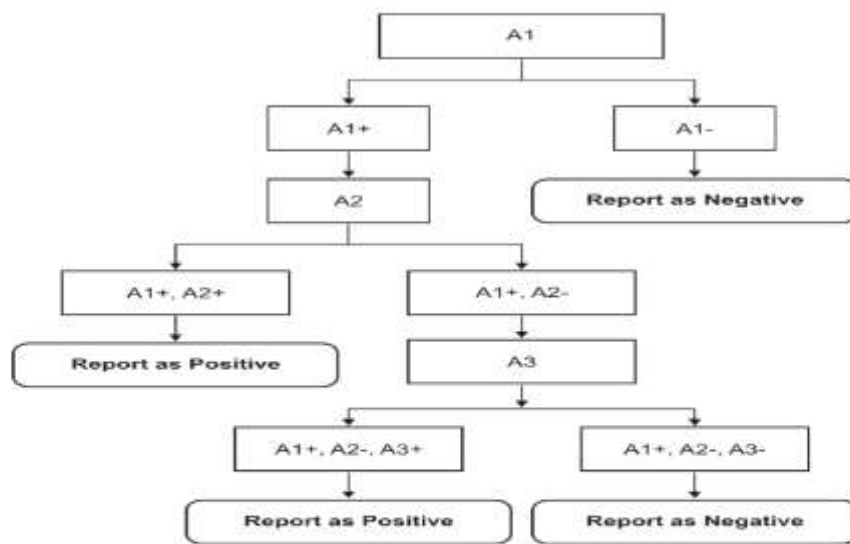 A1
A1+
A1-
A2
Report as Negative
A1+, A2+
A1+, A2-
Report as Positive
A3
A1+, A2-, A3+
A1+, A2-, A3-
Report as Positive
Report as Negative